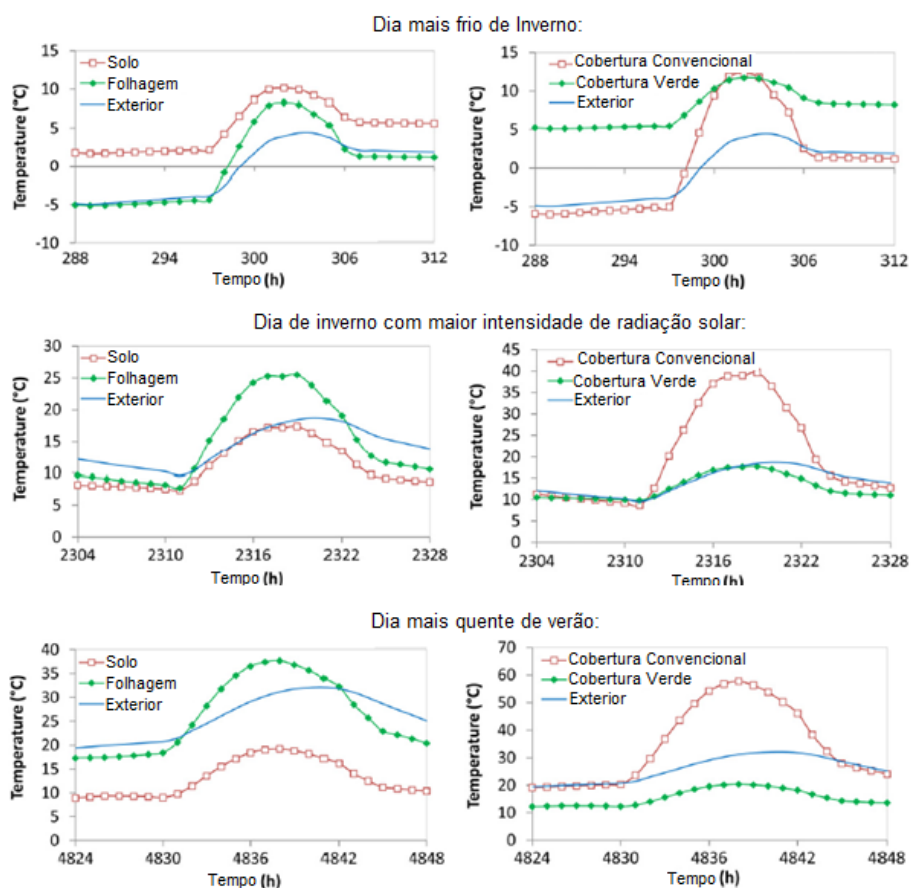 Dia mais frio de Inverno:
Temperature (°C)
15
10
5
0
-5
-10
Solo
Folhagem
Exterior
288
294
300
306
312
Tempo (h)
Temperature (°C)
15
10
5
0
-5
-10
Cobertura Convencional
Cobertura Verde
Exterior
288
294
300
306
312
Tempo (h)
Dia de inverno com maior intensidade de radiação solar:
Temperature (°C)
30
25
20
15
10
5
0
Solo
Folhagem
Exterior
2304
2310
2316
2322
2328
Tempo (h)
Temperature (°C)
45
40
35
30
25
20
15
10
5
0
Cobertura Convencional
Cobertura Verde
Exterior
2304
2310
2316
2322
2328
Tempo (h)
Dia mais quente de verão:
Temperature (°C)
40
35
30
25
20
15
10
5
0
Solo
Folhagem
Exterior
4824
4830
4836
4842
4848
Tempo (h)
Temperature (°C)
70
60
50
40
30
20
10
0
Cobertura Convencional
Cobertura Verde
Exterior
4824
4830
4836
4842
4848
Tempo (h)